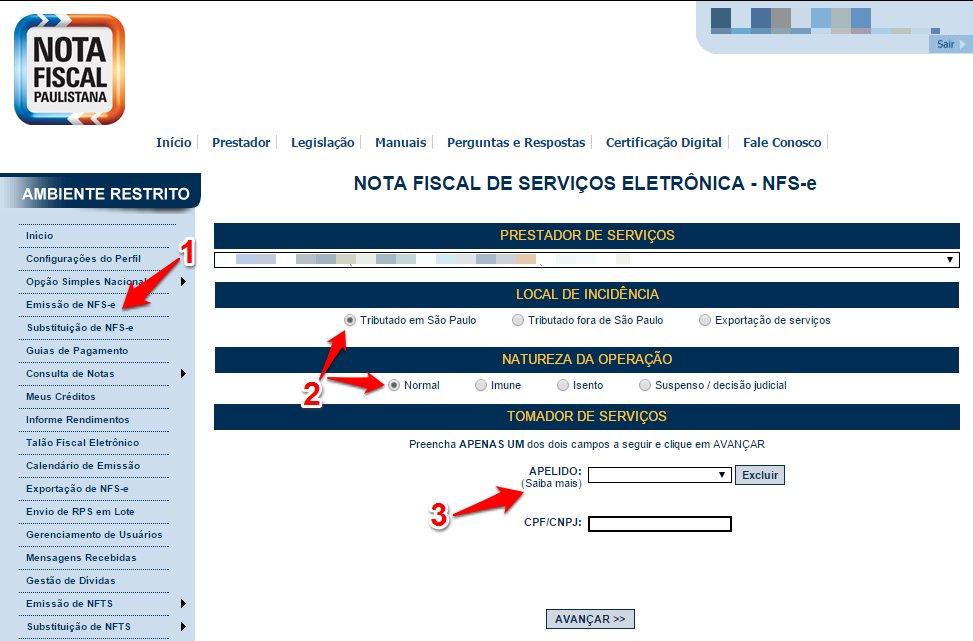 NOTA
FISCAL
PAULISTANA
Sair
Início
Prestador
Legislação
Manuais
Perguntas e Respostas
Certificação Digital
Fale Conosco
AMBIENTE RESTRITO
NOTA FISCAL DE SERVIÇOS ELETRÔNICA - NFS-e
Início
Configurações do Perfil
Opção Simples Nacional
Emissão de NFS-e
Substituição de NFS-e
Guias de Pagamento
Consulta de Notas
Meus Créditos
Informe Rendimentos
Talão Fiscal Eletrônico
Calendário de Emissão
Exportação de NFS-e
Envio de RPS em Lote
Gerenciamento de Usuários
Mensagens Recebidas
Gestão de Dívidas
Emissão de NFTS
Substituição de NFTS
1
PRESTADOR DE SERVIÇOS
LOCAL DE INCIDÊNCIA
Tributado em São Paulo
Tributado fora de São Paulo
Exportação de serviços
NATUREZA DA OPERAÇÃO
2
Normal
Imune
Isento
Suspenso / decisão judicial
TOMADOR DE SERVIÇOS
Preencha APENAS UM dos dois campos a seguir e clique em AVANÇAR
APELIDO:
(Saiba mais)
Excluir
3
CPF/CNPJ:
AVANÇAR >>